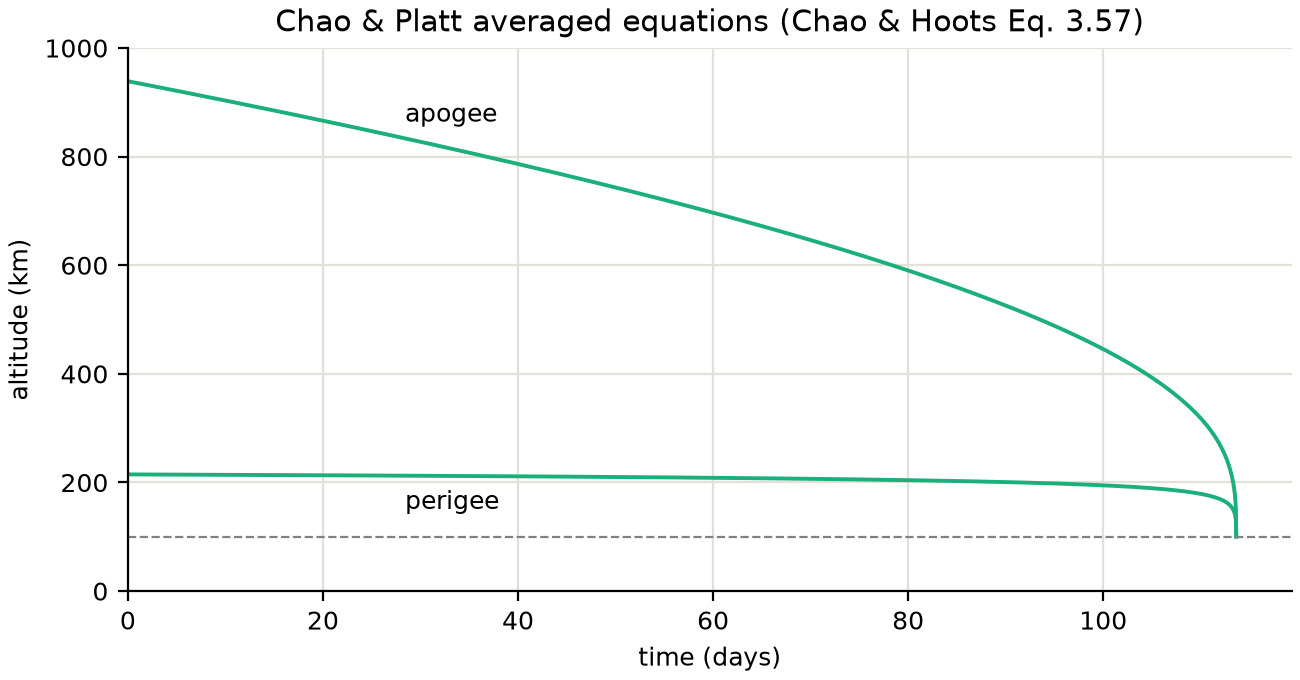 Chao & Platt averaged equations (Chao & Hoots Eq. 3.57)
1000
800
600
400
200
0
altitude (km)
apogee
perigee
0 20 40 60 80 100
time (days)